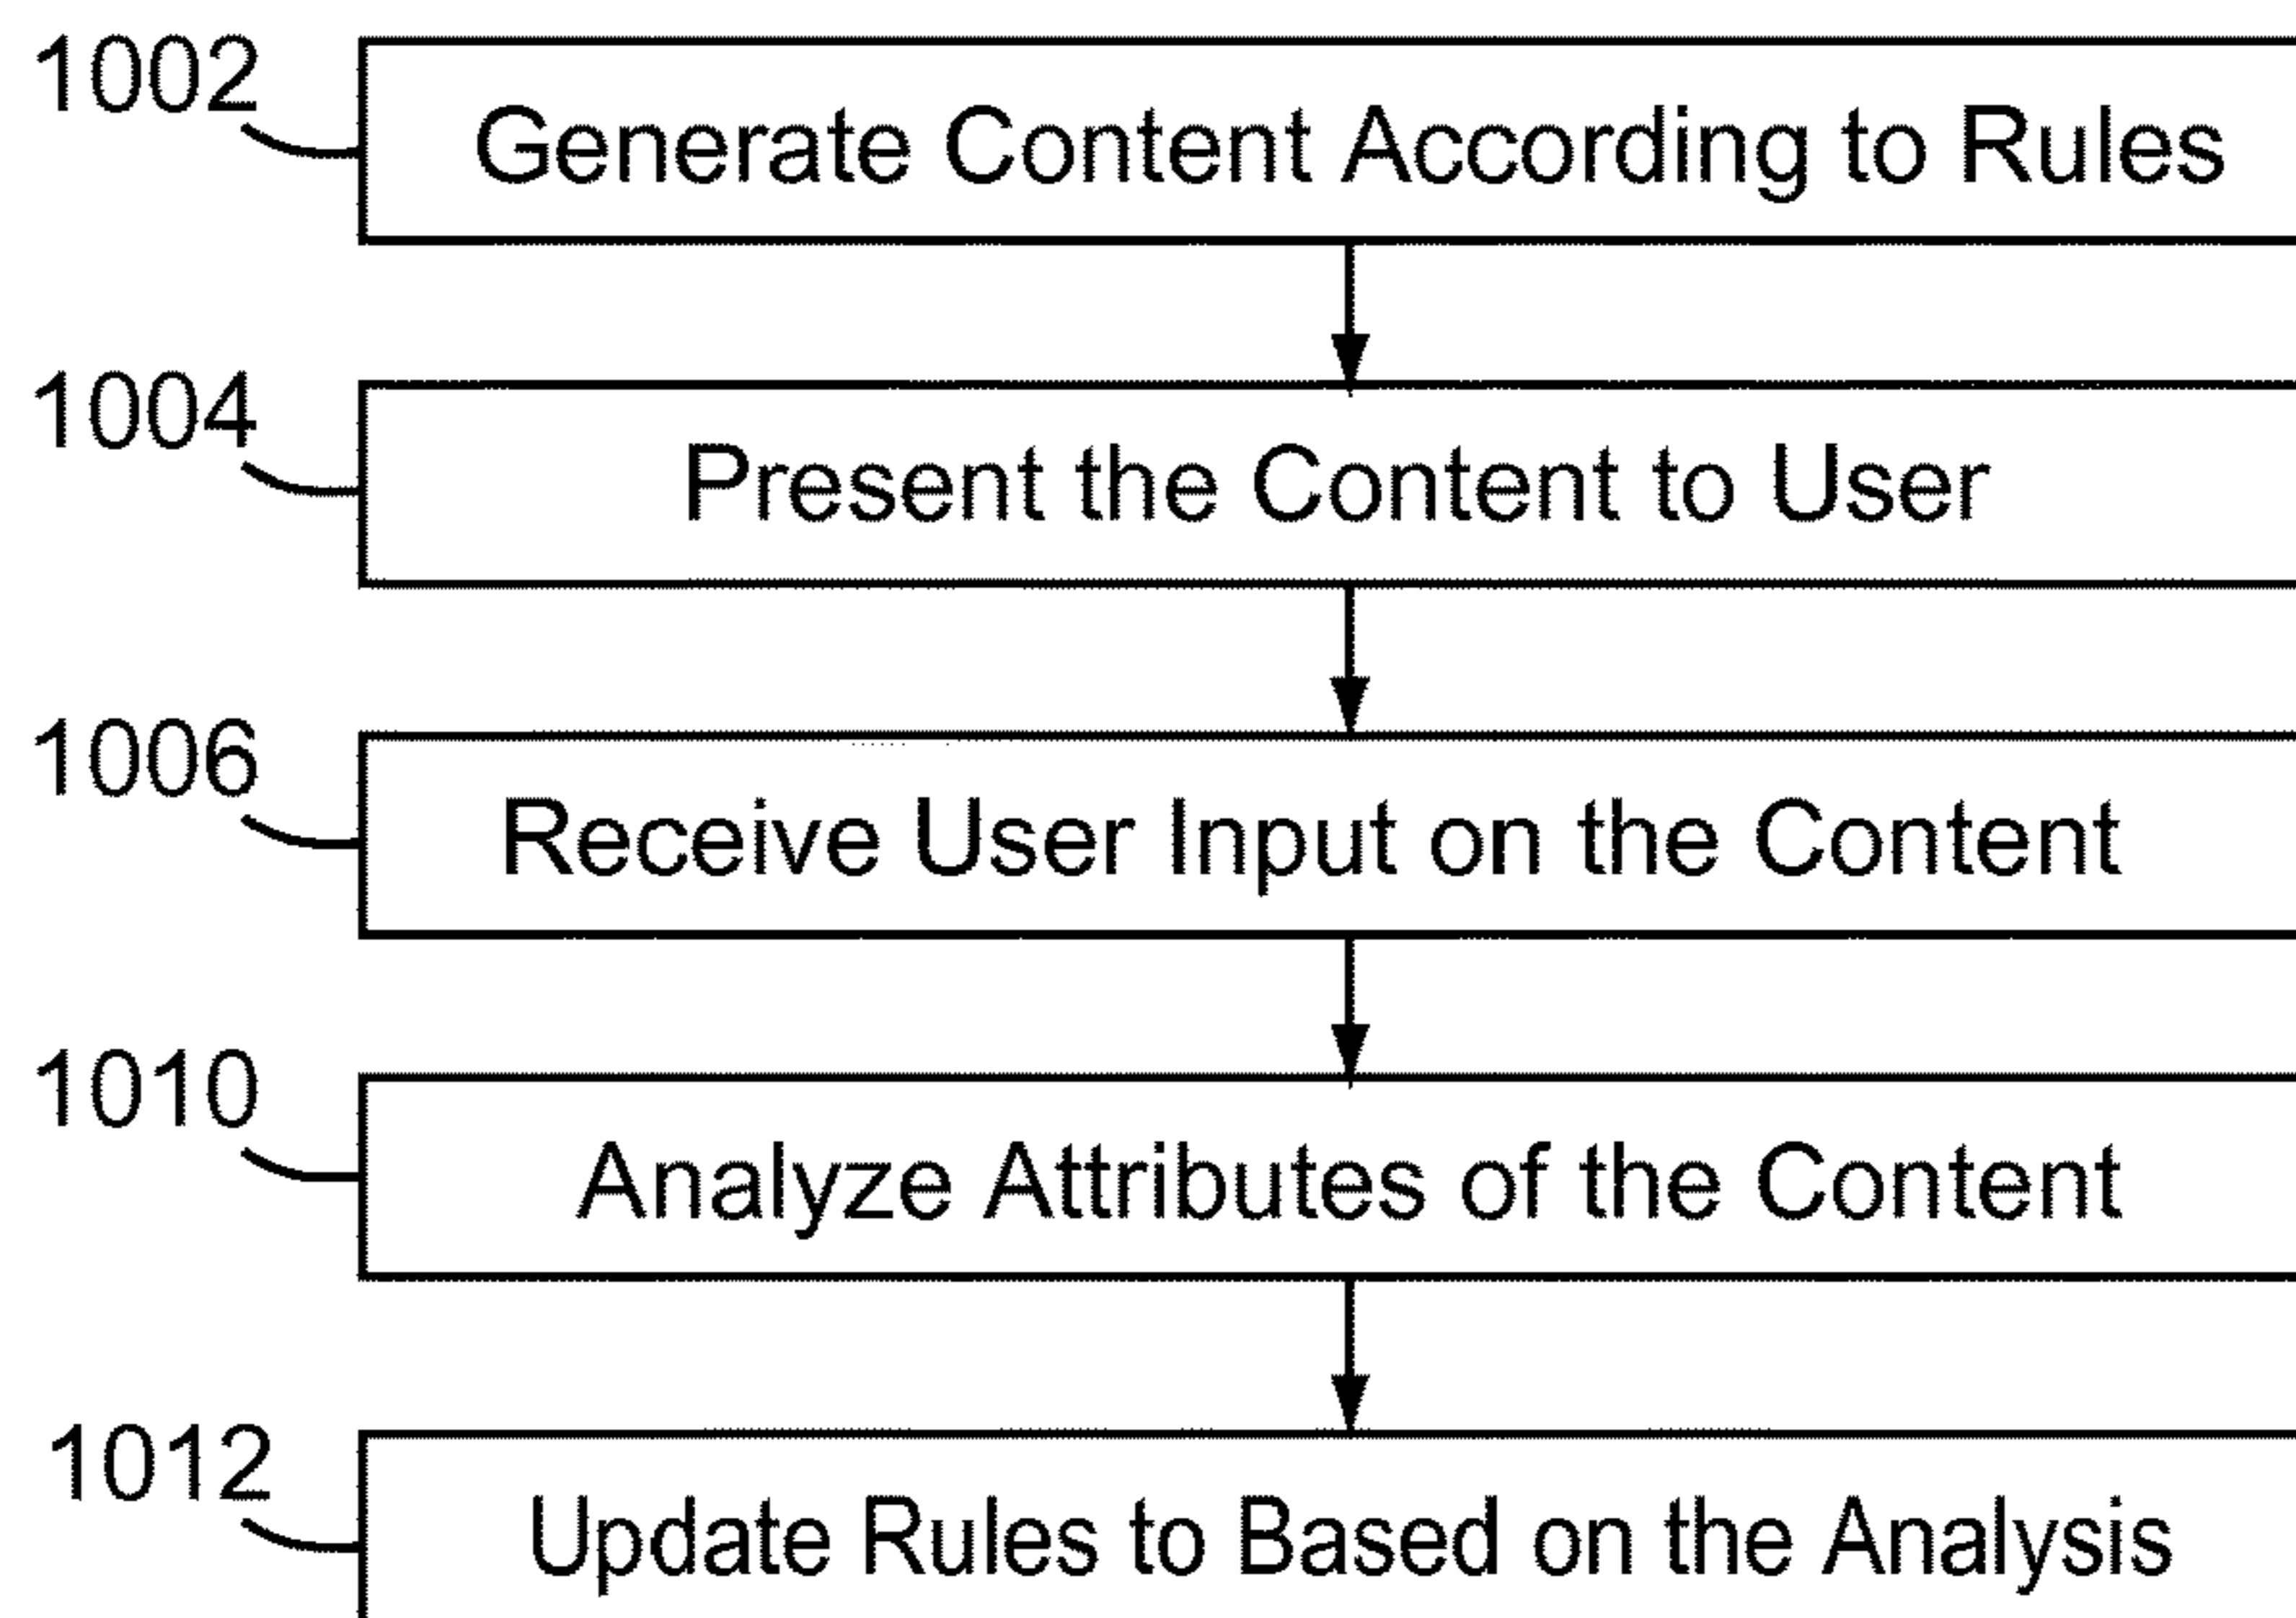 1002
Generate Content According to Rules
1004
Present the Content to User
1006
Receive User Input on the Content
1010
Analyze Attributes of the Content
1012
Update Rules to Based on the Analysis